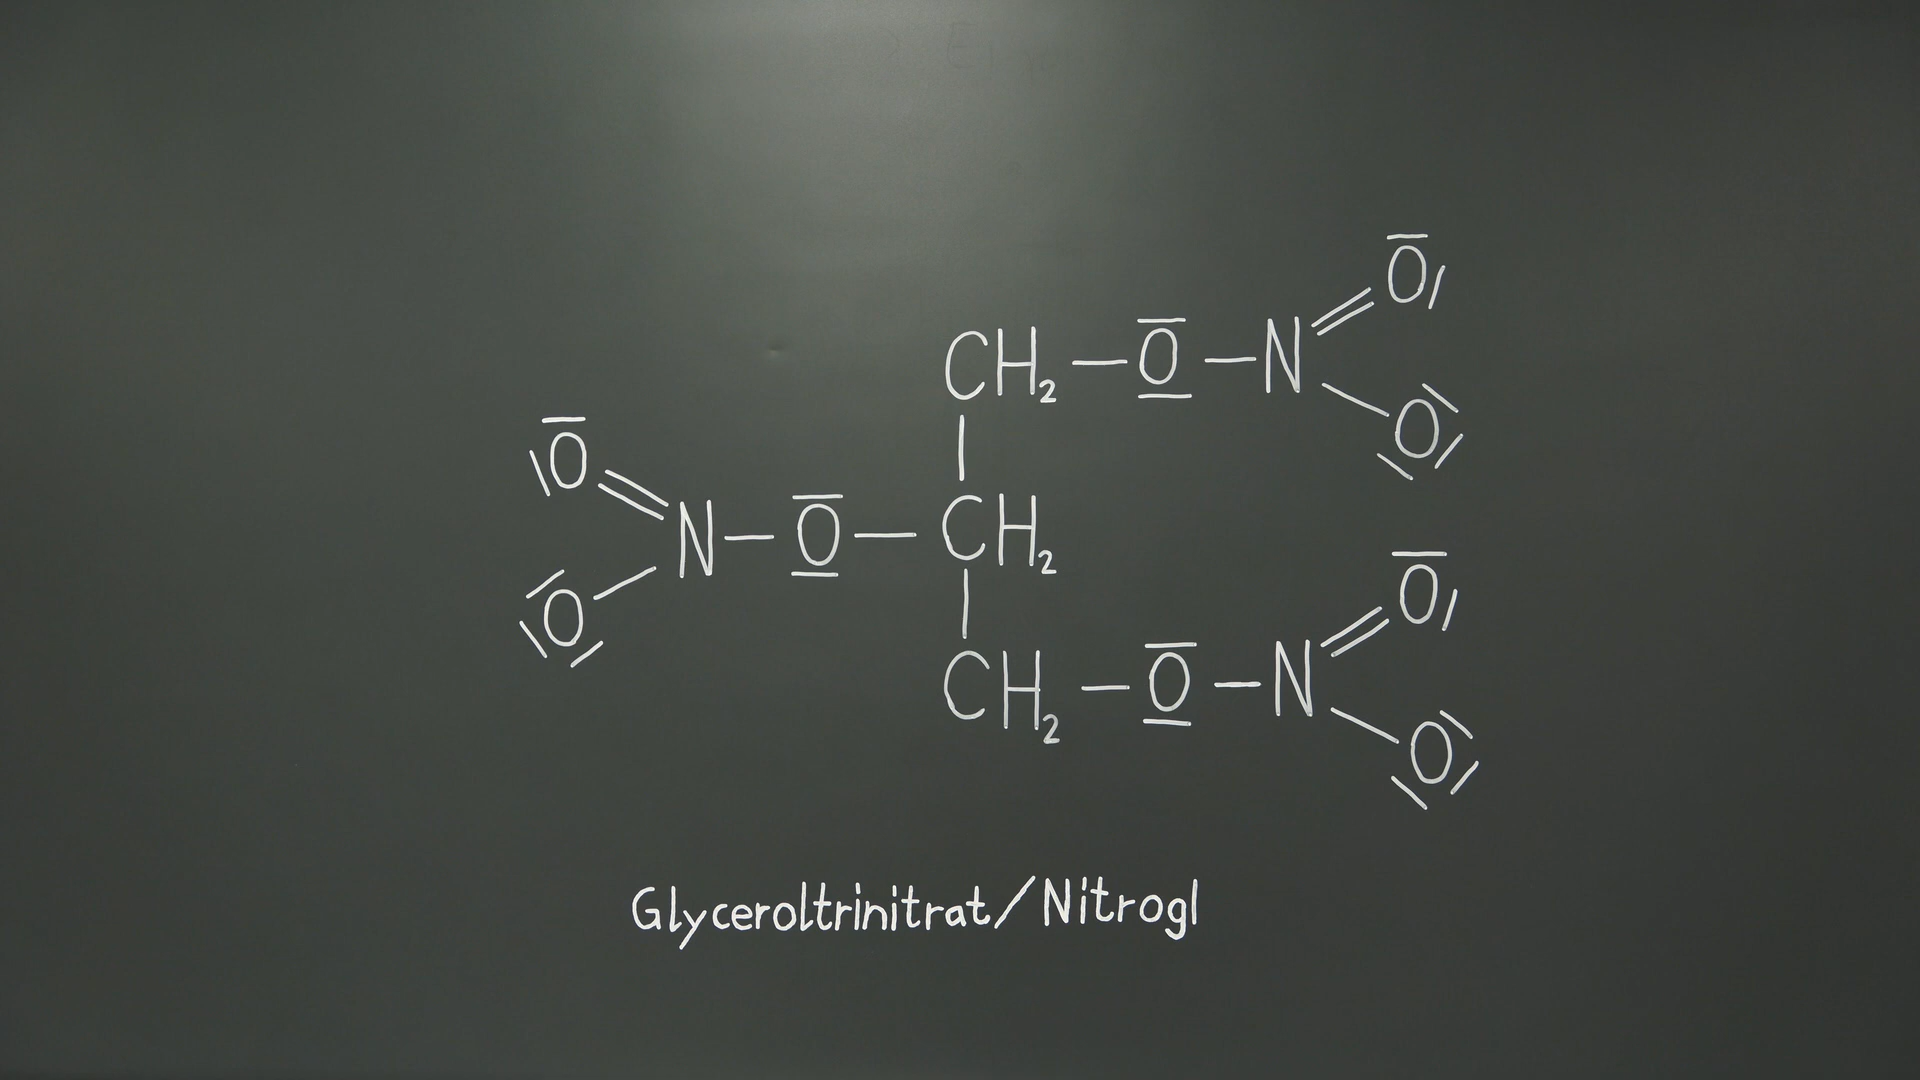 O
CH₂ — O — N
O
O
N — O — CH₂
O
O
CH₂ — O — N
O
Glyceroltrinitrat/Nitrogl